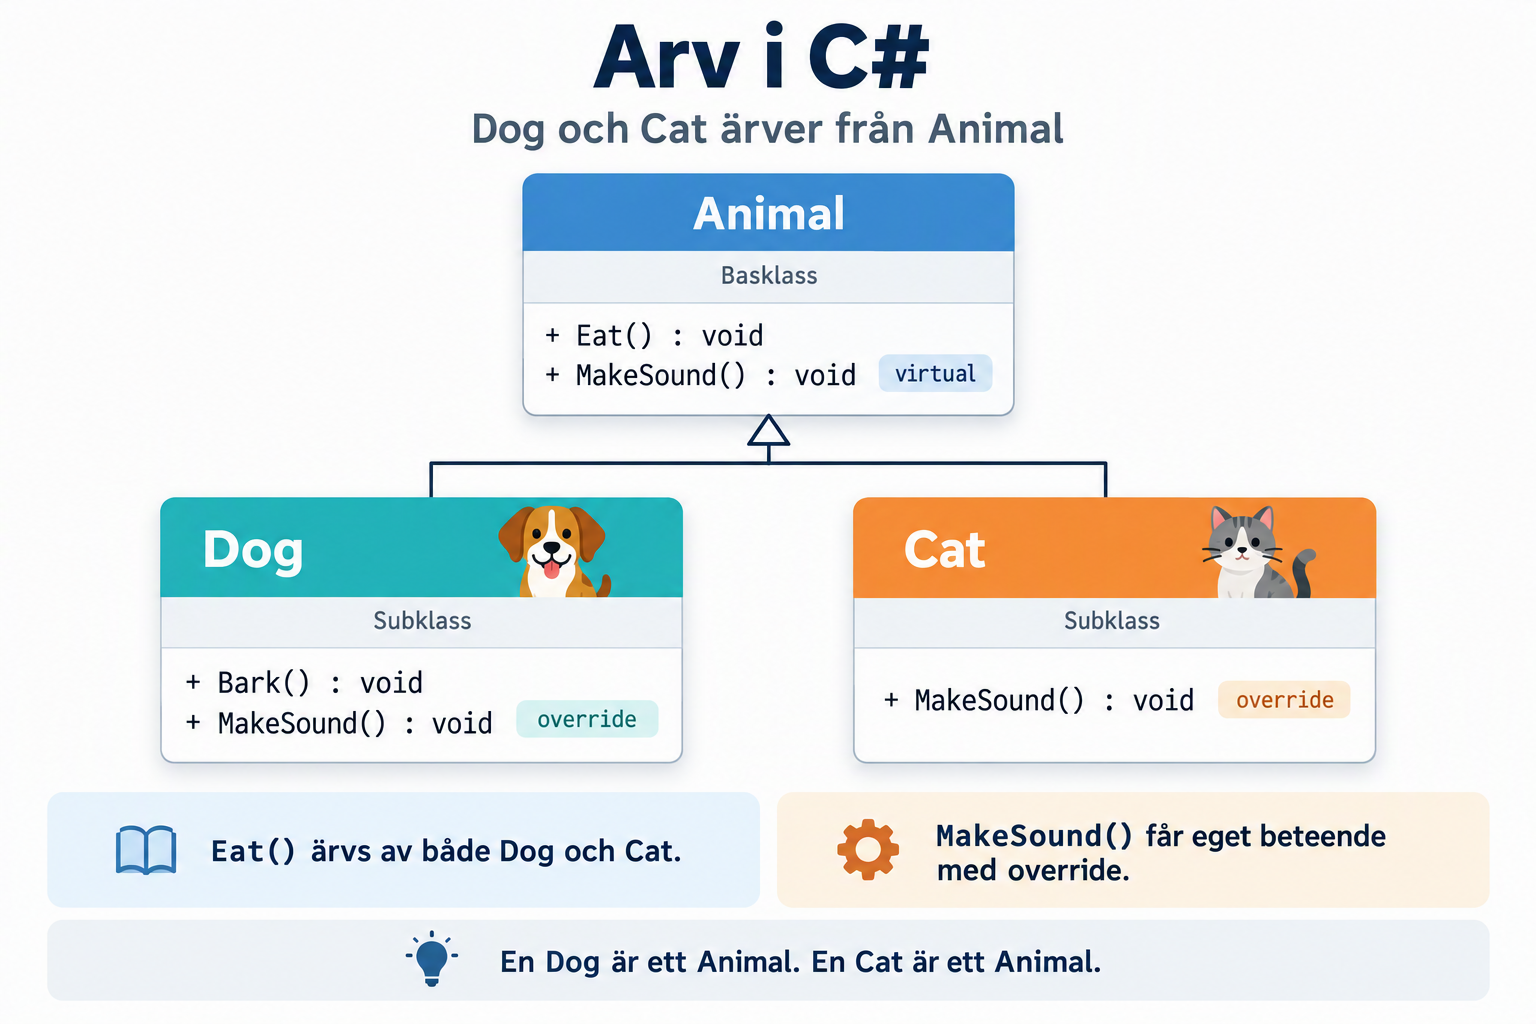 Arv i C#
Dog och Cat ärver från Animal
Animal
Basklass
+ Eat() : void
+ MakeSound() : void virtual
Dog
Subklass
+ Bark() : void
+ MakeSound() : void override
Cat
Subklass
+ MakeSound() : void override
Eat() ärvs av både Dog och Cat.
MakeSound() får eget beteende
med override.
En Dog är ett Animal. En Cat är ett Animal.